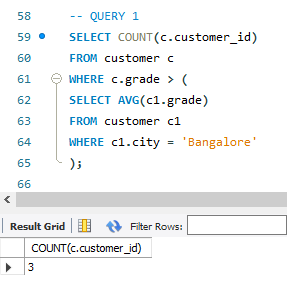 58 -- QUERY 1
59 SELECT COUNT(c.customer_id)
60 FROM customer c
61 WHERE c.grade > (
62 SELECT AVG(c1.grade)
63 FROM customer c1
64 WHERE c1.city = 'Bangalore'
65 );
66
Result Grid Filter Rows:
COUNT(c.customer_id)
3